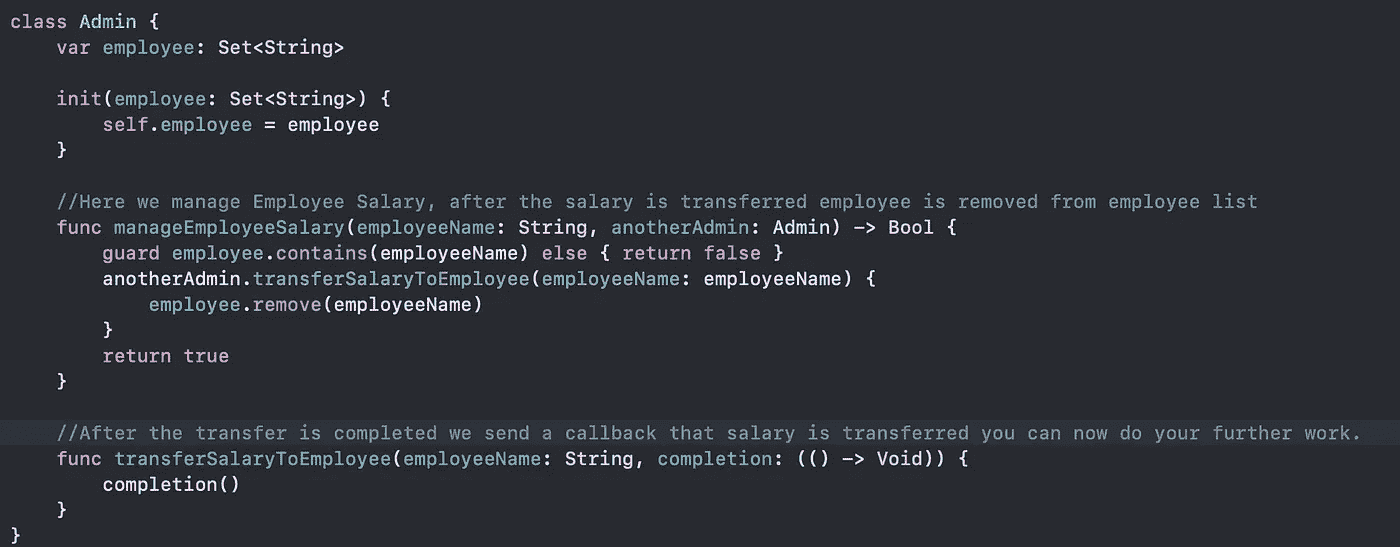 class Admin {
    var employee: Set<String>

    init(employee: Set<String>) {
        self.employee = employee
    }

    //Here we manage Employee Salary, after the salary is transferred employee is removed from employee list
    func manageEmployeeSalary(employeeName: String, anotherAdmin: Admin) -> Bool {
        guard employee.contains(employeeName) else { return false }
        anotherAdmin.transferSalaryToEmployee(employeeName: employeeName) {
            employee.remove(employeeName)
        }
        return true
    }

    //After the transfer is completed we send a callback that salary is transferred you can now do your further work.
    func transferSalaryToEmployee(employeeName: String, completion: (() -> Void)) {
        completion()
    }
}